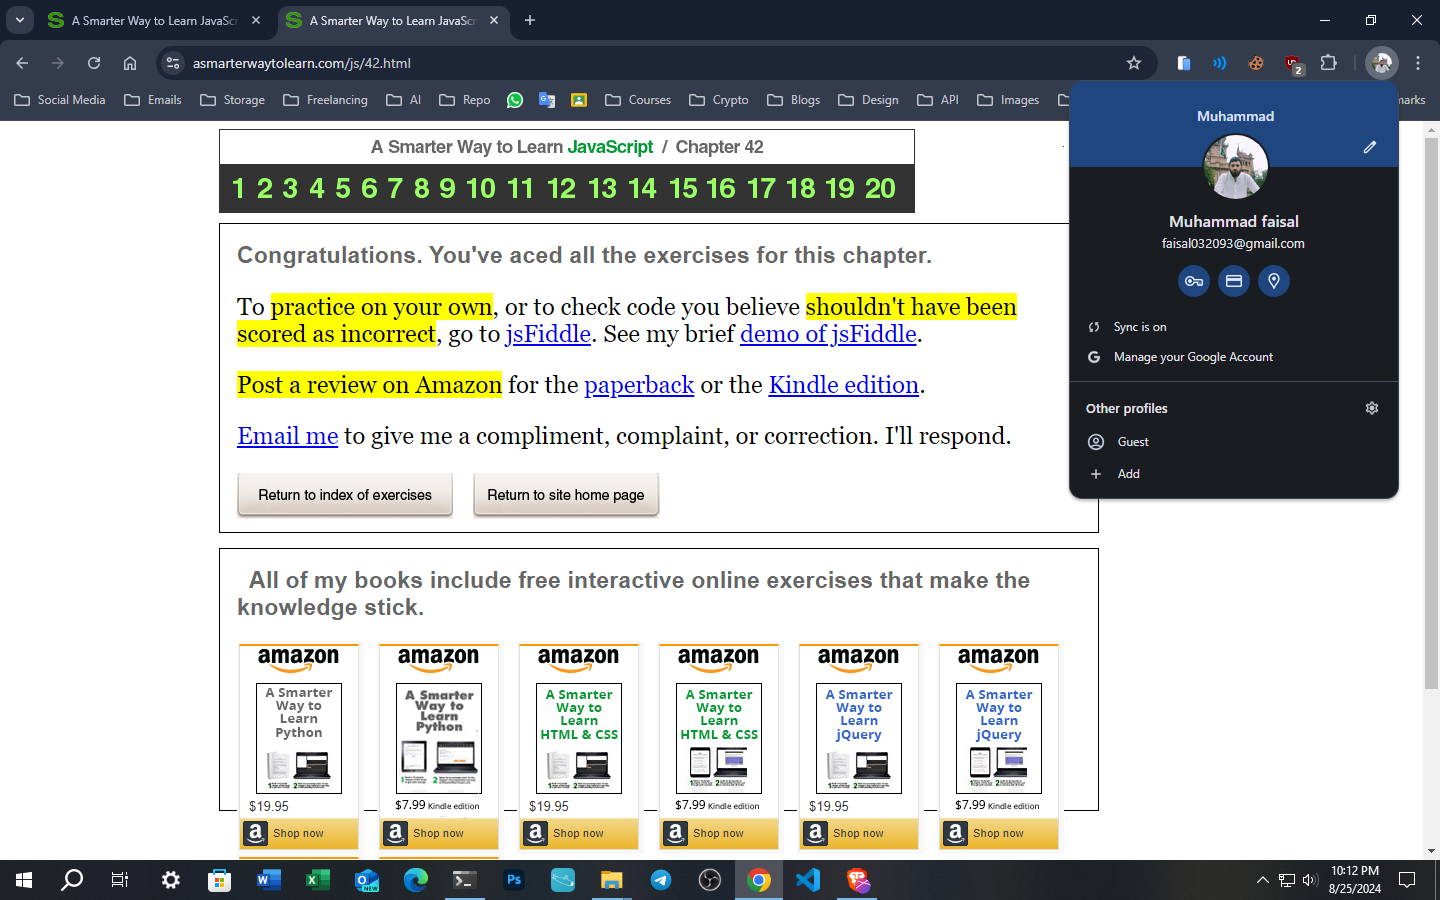 A Smarter Way to Learn JavaScr
A Smarter Way to Learn JavaSc
asmarterwaytolearn.com/js/42.html
2
Social Media
Emails
Storage
Freelancing
AI
Repo
Courses
Crypto
Blogs
Design
API
Images
marks
A Smarter Way to Learn JavaScript / Chapter 42
1 2 3 4 5 6 7 8 9 10 11 12 13 14 15 16 17 18 19 20
Congratulations. You've aced all the exercises for this chapter.
To practice on your own, or to check code you believe shouldn't have been
scored as incorrect, go to jsFiddle. See my brief demo of jsFiddle.
Post a review on Amazon for the paperback or the Kindle edition.
Email me to give me a compliment, complaint, or correction. I'll respond.
Return to index of exercises
Return to site home page
Muhammad
Muhammad faisal
faisal032093@gmail.com
Sync is on
Manage your Google Account
Other profiles
Guest
Add
All of my books include free interactive online exercises that make the
knowledge stick.
amazon
A Smarter
Way to
Learn
Python
$19.95
Shop now
amazon
A Smarter
Way to
Learn
Python
$7.99 Kindle edition
Shop now
amazon
A Smarter
Way to
Learn
HTML & CSS
$19.95
Shop now
amazon
A Smarter
Way to
Learn
HTML & CSS
$7.99 Kindle edition
Shop now
amazon
A Smarter
Way to
Learn
jQuery
$19.95
Shop now
amazon
A Smarter
Way to
Learn
jQuery
$7.99 Kindle edition
Shop now
NEW
Ps
10:12 PM
8/25/2024